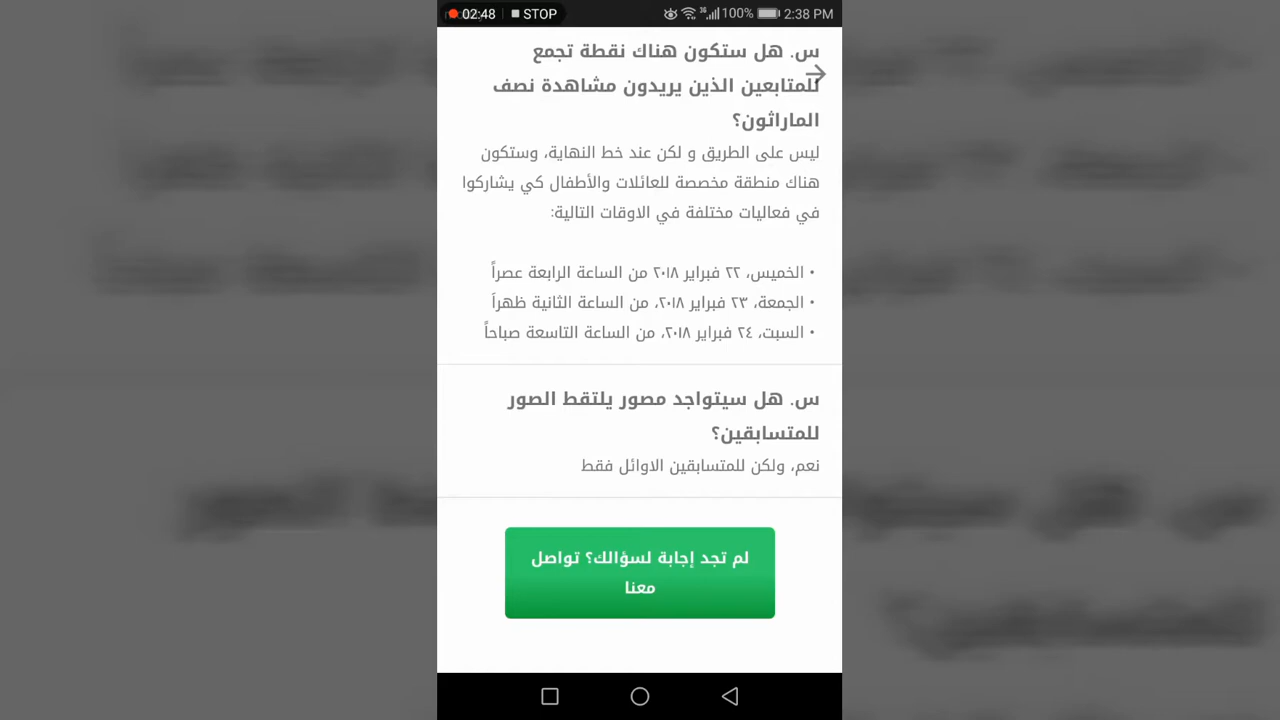 02:48 STOP 3G 100% 2:38 PM
س. هل ستكون هناك نقطة تجمع
للمتابعين الذين يريدون مشاهدة نصف
الماراثون؟
ليس على الطريق و لكن عند خط النهاية، وستكون
هناك منطقة مخصصة للعائلات والأطفال كي يشاركوا
في فعاليات مختلفة في الاوقات التالية:
• الخميس، ٢٢ فبراير ٢٠١٨ من الساعة الرابعة عصراً
• الجمعة، ٢٣ فبراير ٢٠١٨، من الساعة الثانية ظهراً
• السبت، ٢٤ فبراير ٢٠١٨، من الساعة التاسعة صباحاً
س. هل سيتواجد مصور يلتقط الصور
للمتسابقين؟
نعم، ولكن للمتسابقين الاوائل فقط
لم تجد إجابة لسؤالك؟ تواصل
معنا